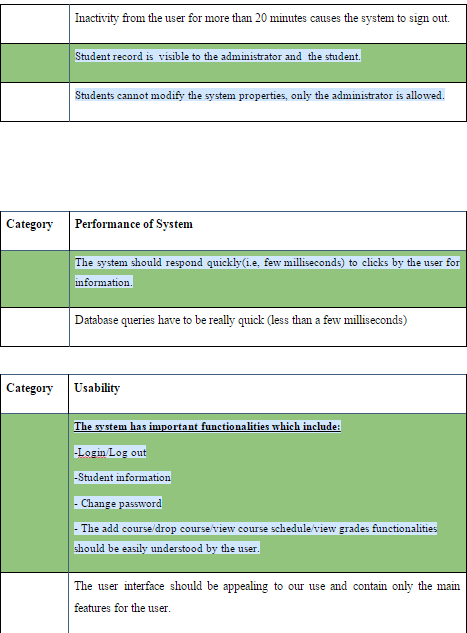 Inactivity from the user for more than 20 minutes causes the system to sign out.
Student record is visible to the administrator and the student.
Students cannot modify the system properties, only the administrator is allowed.
Category Performance of System
The system should respond quickly(i.e, few milliseconds) to clicks by the user for
information.
Database queries have to be really quick (less than a few milliseconds)
Category Usability
The system has important functionalities which include:
-Login/Log out
-Student information
- Change password
- The add course/drop course/view course schedule/view grades functionalities
should be easily understood by the user.
The user interface should be appealing to our use and contain only the main
features for the user.